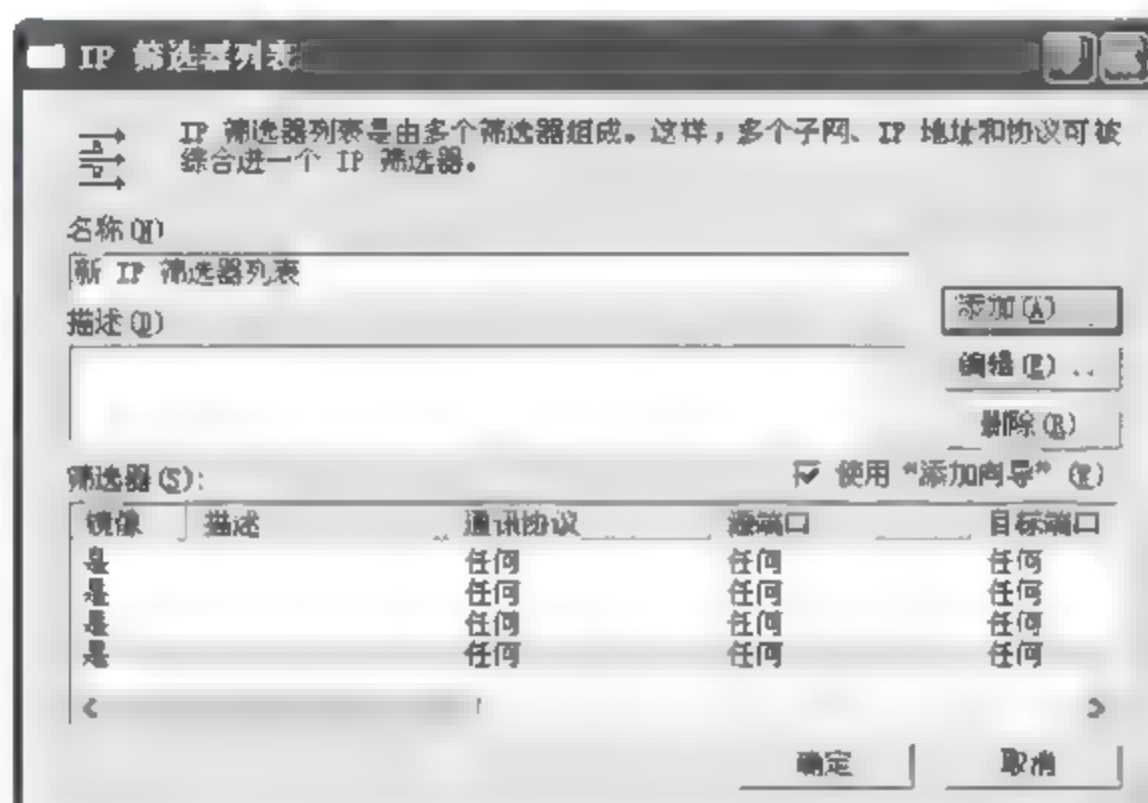 IP 筛选器列表
IP 筛选器列表是由多个筛选器组成。这样，多个子网、IP 地址和协议可被
综合进一个 IP 筛选器。
名称(N)
新 IP 筛选器列表
添加(A)
描述(D)
编辑(E)..
删除(R)
筛选器(S): 使用“添加向导”(W)
镜像 描述 通讯协议 源端口 目标端口
是 任何 任何 任何
是 任何 任何 任何
是 任何 任何 任何
是 任何 任何 任何
确定 取消